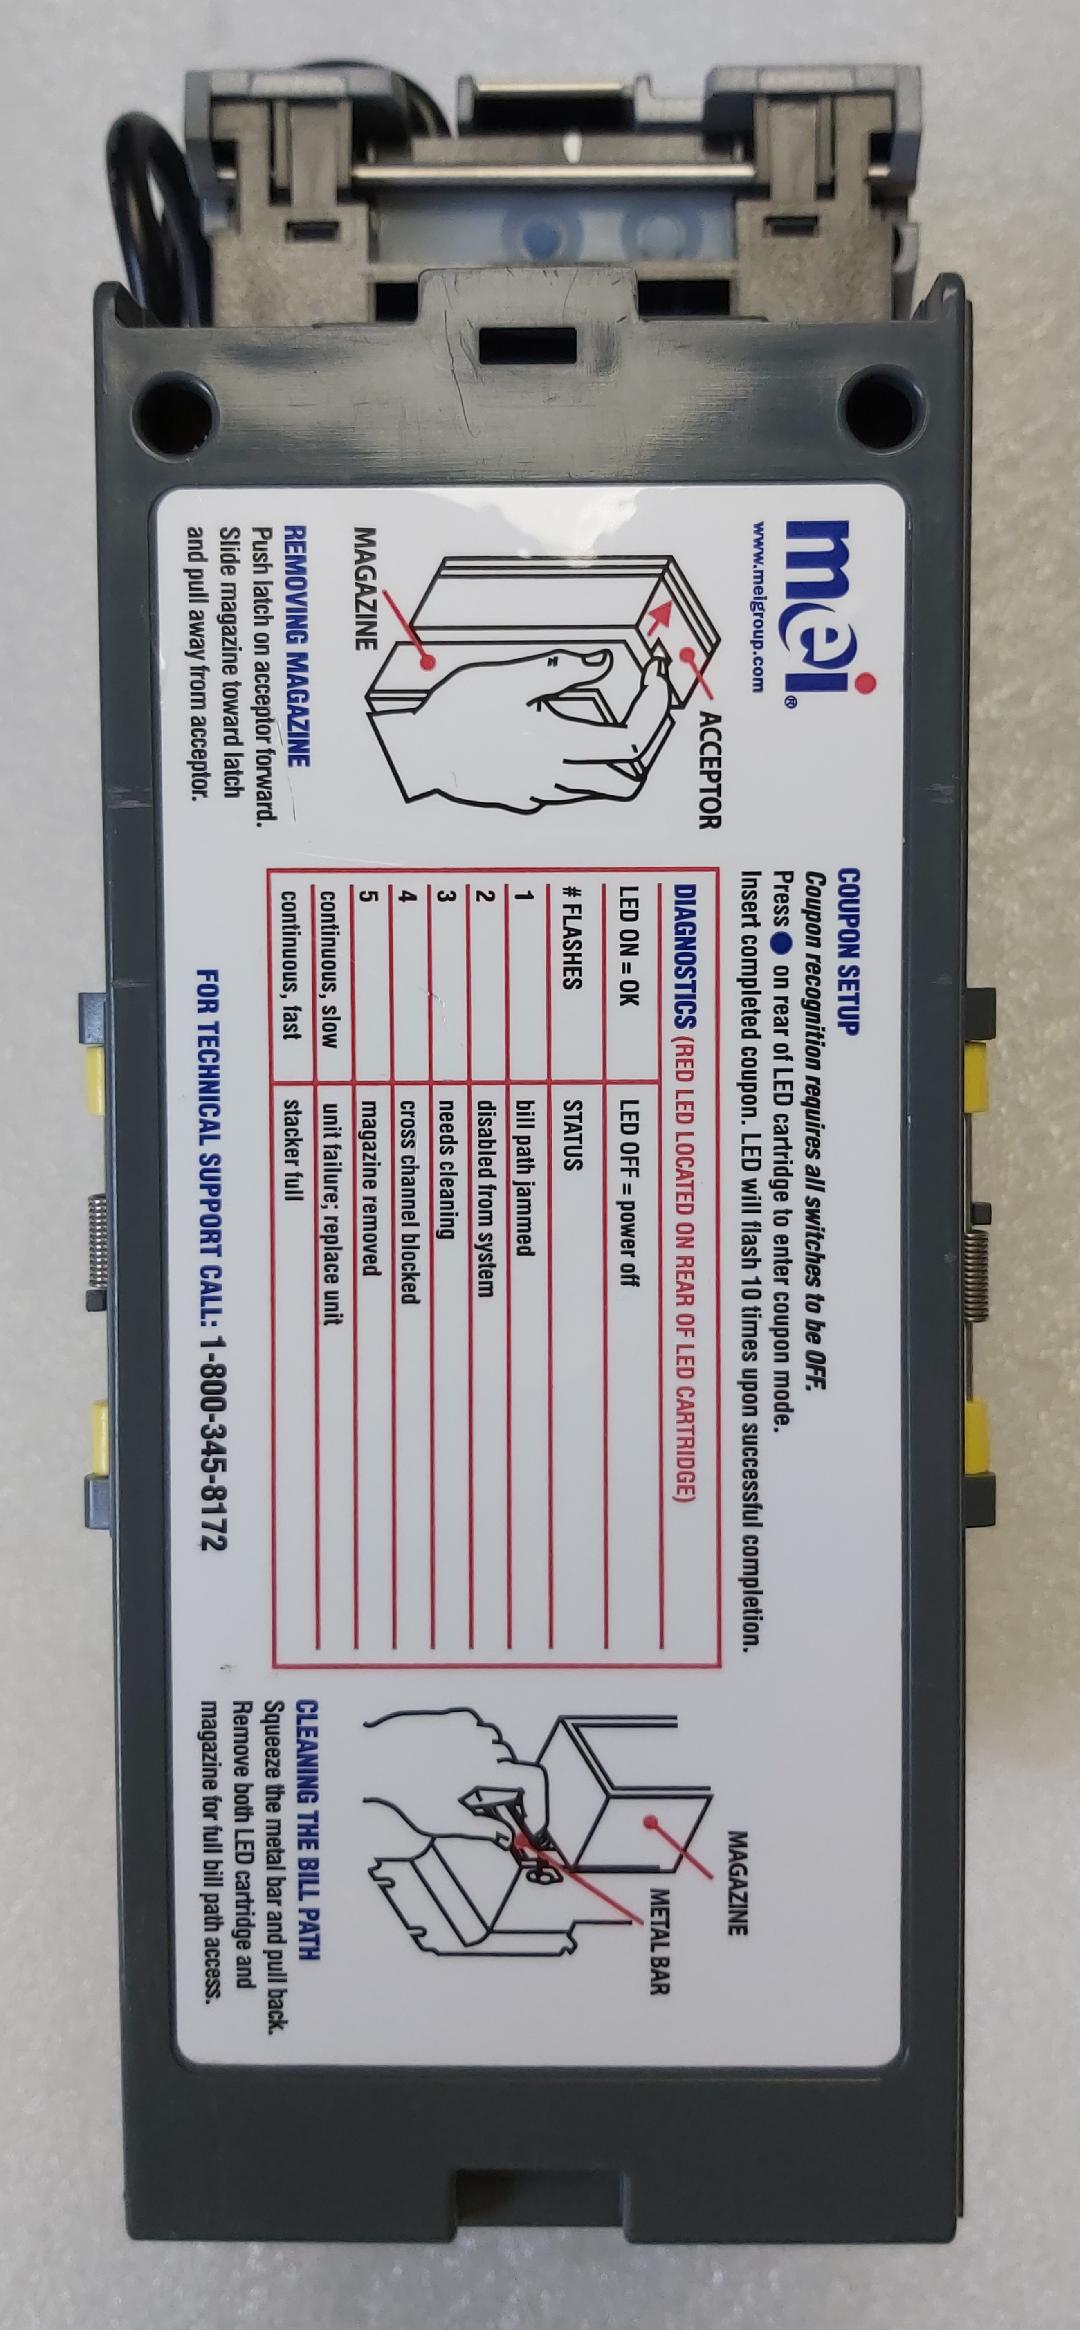 mei®
www.meigroup.com
ACCEPTOR
MAGAZINE
REMOVING MAGAZINE
Push latch on acceptor forward.
Slide magazine toward latch
and pull away from acceptor.
COUPON SETUP
Coupon recognition requires all switches to be OFF.
Press ● on rear of LED cartridge to enter coupon mode.
Insert completed coupon. LED will flash 10 times upon successful completion.
DIAGNOSTICS (RED LED LOCATED ON REAR OF LED CARTRIDGE)
LED ON = OK LED OFF = power off
# FLASHES STATUS
1 bill path jammed
2 disabled from system
3 needs cleaning
4 cross channel blocked
5 magazine removed
continuous, slow unit failure; replace unit
continuous, fast stacker full
FOR TECHNICAL SUPPORT CALL: 1-800-345-8172
MAGAZINE
METAL BAR
CLEANING THE BILL PATH
Squeeze the metal bar and pull back.
Remove both LED cartridge and
magazine for full bill path access.